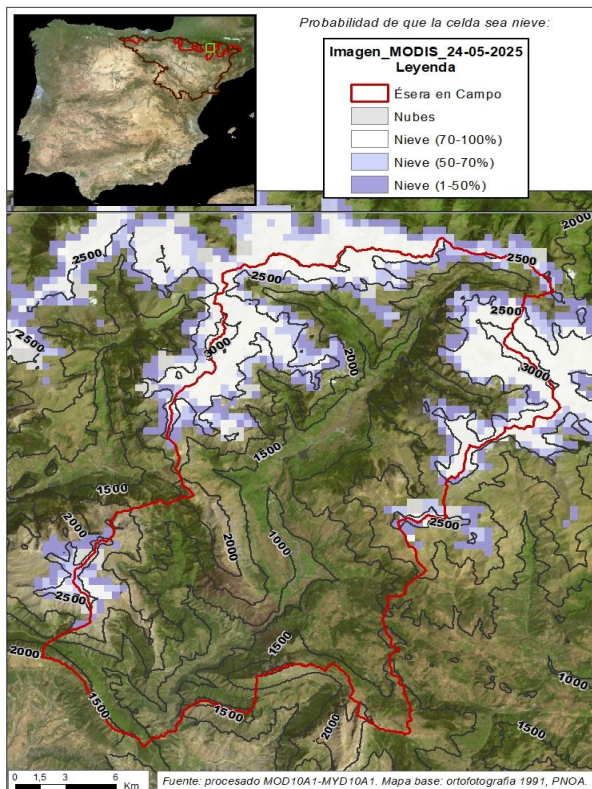 Probabilidad de que la celda sea nieve:
Imagen_MODIS_24-05-2025
Leyenda
Ésera en Campo
Nubes
Nieve (70-100%)
Nieve (50-70%)
Nieve (1-50%)
2000
2500
2500
2500
2500
2500
3000
2000
3000
1500
1500
2000
2500
2000
1000
2500
2000
1500
1000
1500
1500
2000
1500
0 1,5 3 6
Km
Fuente: procesado MOD10A1-MYD10A1. Mapa base: ortofotografia 1991, PNOA.